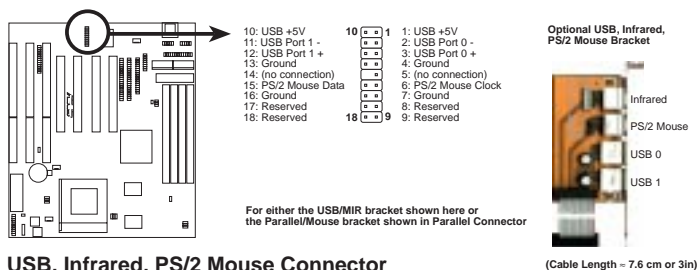 10: USB +5V
11: USB Port 1 -
12: USB Port 1 +
13: Ground
14: (no connection)
15: PS/2 Mouse Data
16: Ground
17: Reserved
18: Reserved
10 1
18 9
1: USB +5V
2: USB Port 0 -
3: USB Port 0 +
4: Ground
5: (no connection)
6: PS/2 Mouse Clock
7: Ground
8: Reserved
9: Reserved
For either the USB/MIR bracket shown here or
the Parallel/Mouse bracket shown in Parallel Connector
Optional USB, Infrared,
PS/2 Mouse Bracket
Infrared
PS/2 Mouse
USB 0
USB 1
USB, Infrared, PS/2 Mouse Connector
(Cable Length ≈ 7.6 cm or 3in)